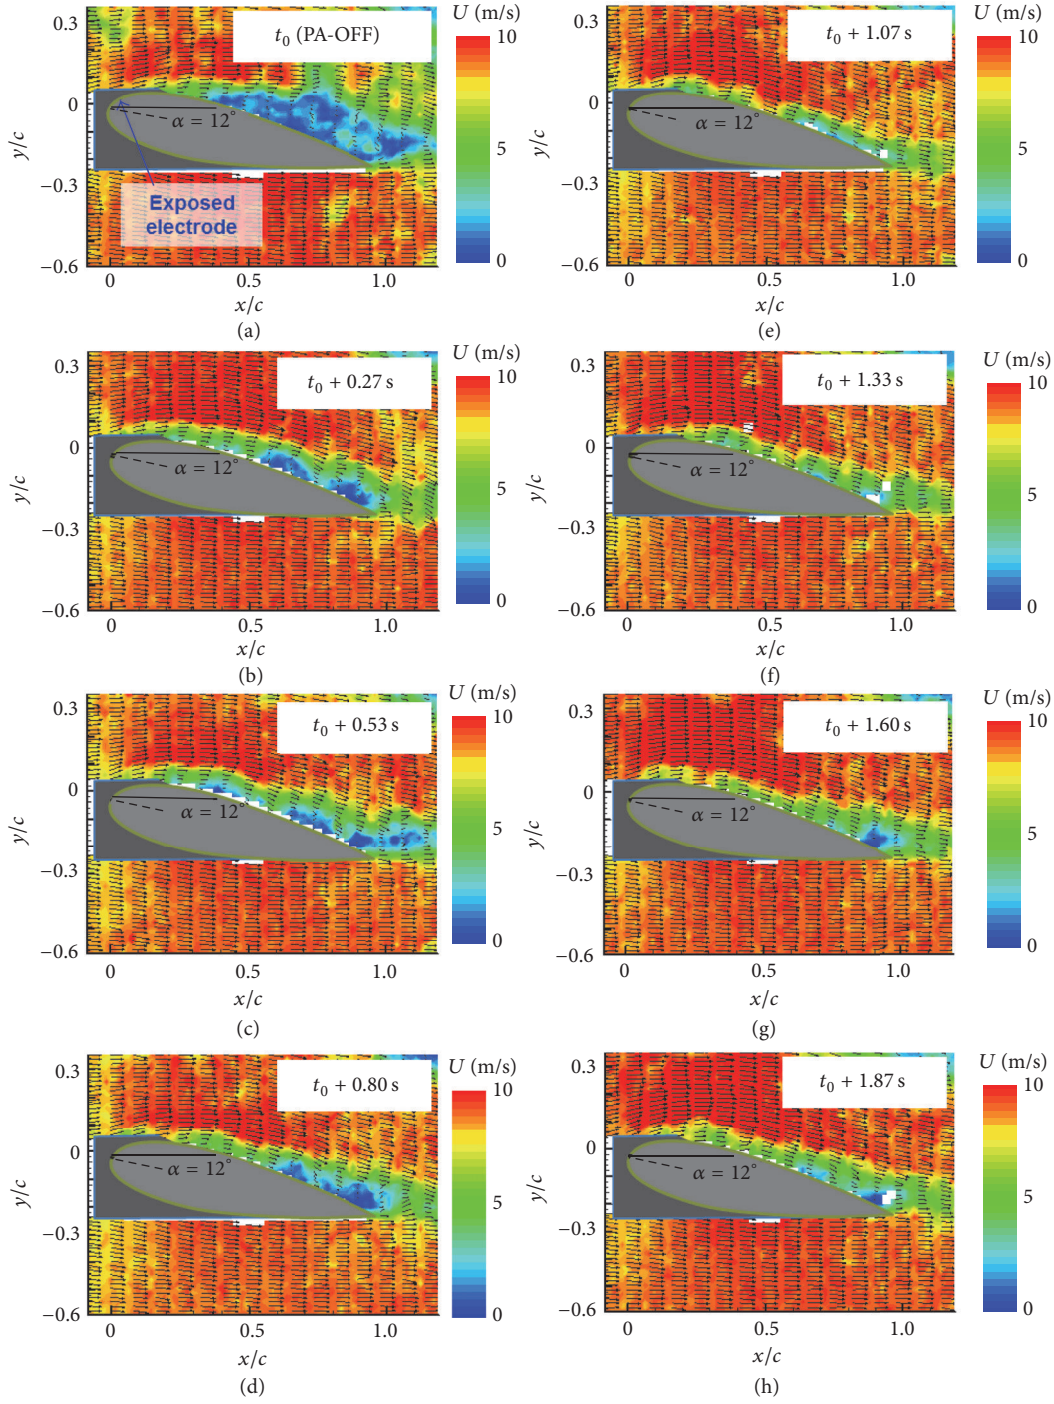 t₀ (PA-OFF)
U (m/s)
10
5
0
0.3
0
−0.3
−0.6
y/c
α = 12°
Exposed
electrode
0
0.5
1.0
x/c
(a)
t₀ + 1.07 s
U (m/s)
10
5
0
0.3
0
−0.3
−0.6
y/c
α = 12°
0
0.5
1.0
x/c
(e)
t₀ + 0.27 s
U (m/s)
10
5
0
0.3
0
−0.3
−0.6
y/c
α = 12°
0
0.5
1.0
x/c
(b)
t₀ + 1.33 s
U (m/s)
10
5
0
0.3
0
−0.3
−0.6
y/c
α = 12°
0
0.5
1.0
x/c
(f)
t₀ + 0.53 s
U (m/s)
10
5
0
0.3
0
−0.3
−0.6
y/c
α = 12°
0
0.5
1.0
x/c
(c)
t₀ + 1.60 s
U (m/s)
10
5
0
0.3
0
−0.3
−0.6
y/c
α = 12°
0
0.5
1.0
x/c
(g)
t₀ + 0.80 s
U (m/s)
10
5
0
0.3
0
−0.3
−0.6
y/c
α = 12°
0
0.5
1.0
x/c
(d)
t₀ + 1.87 s
U (m/s)
10
5
0
0.3
0
−0.3
−0.6
y/c
α = 12°
0
0.5
1.0
x/c
(h)